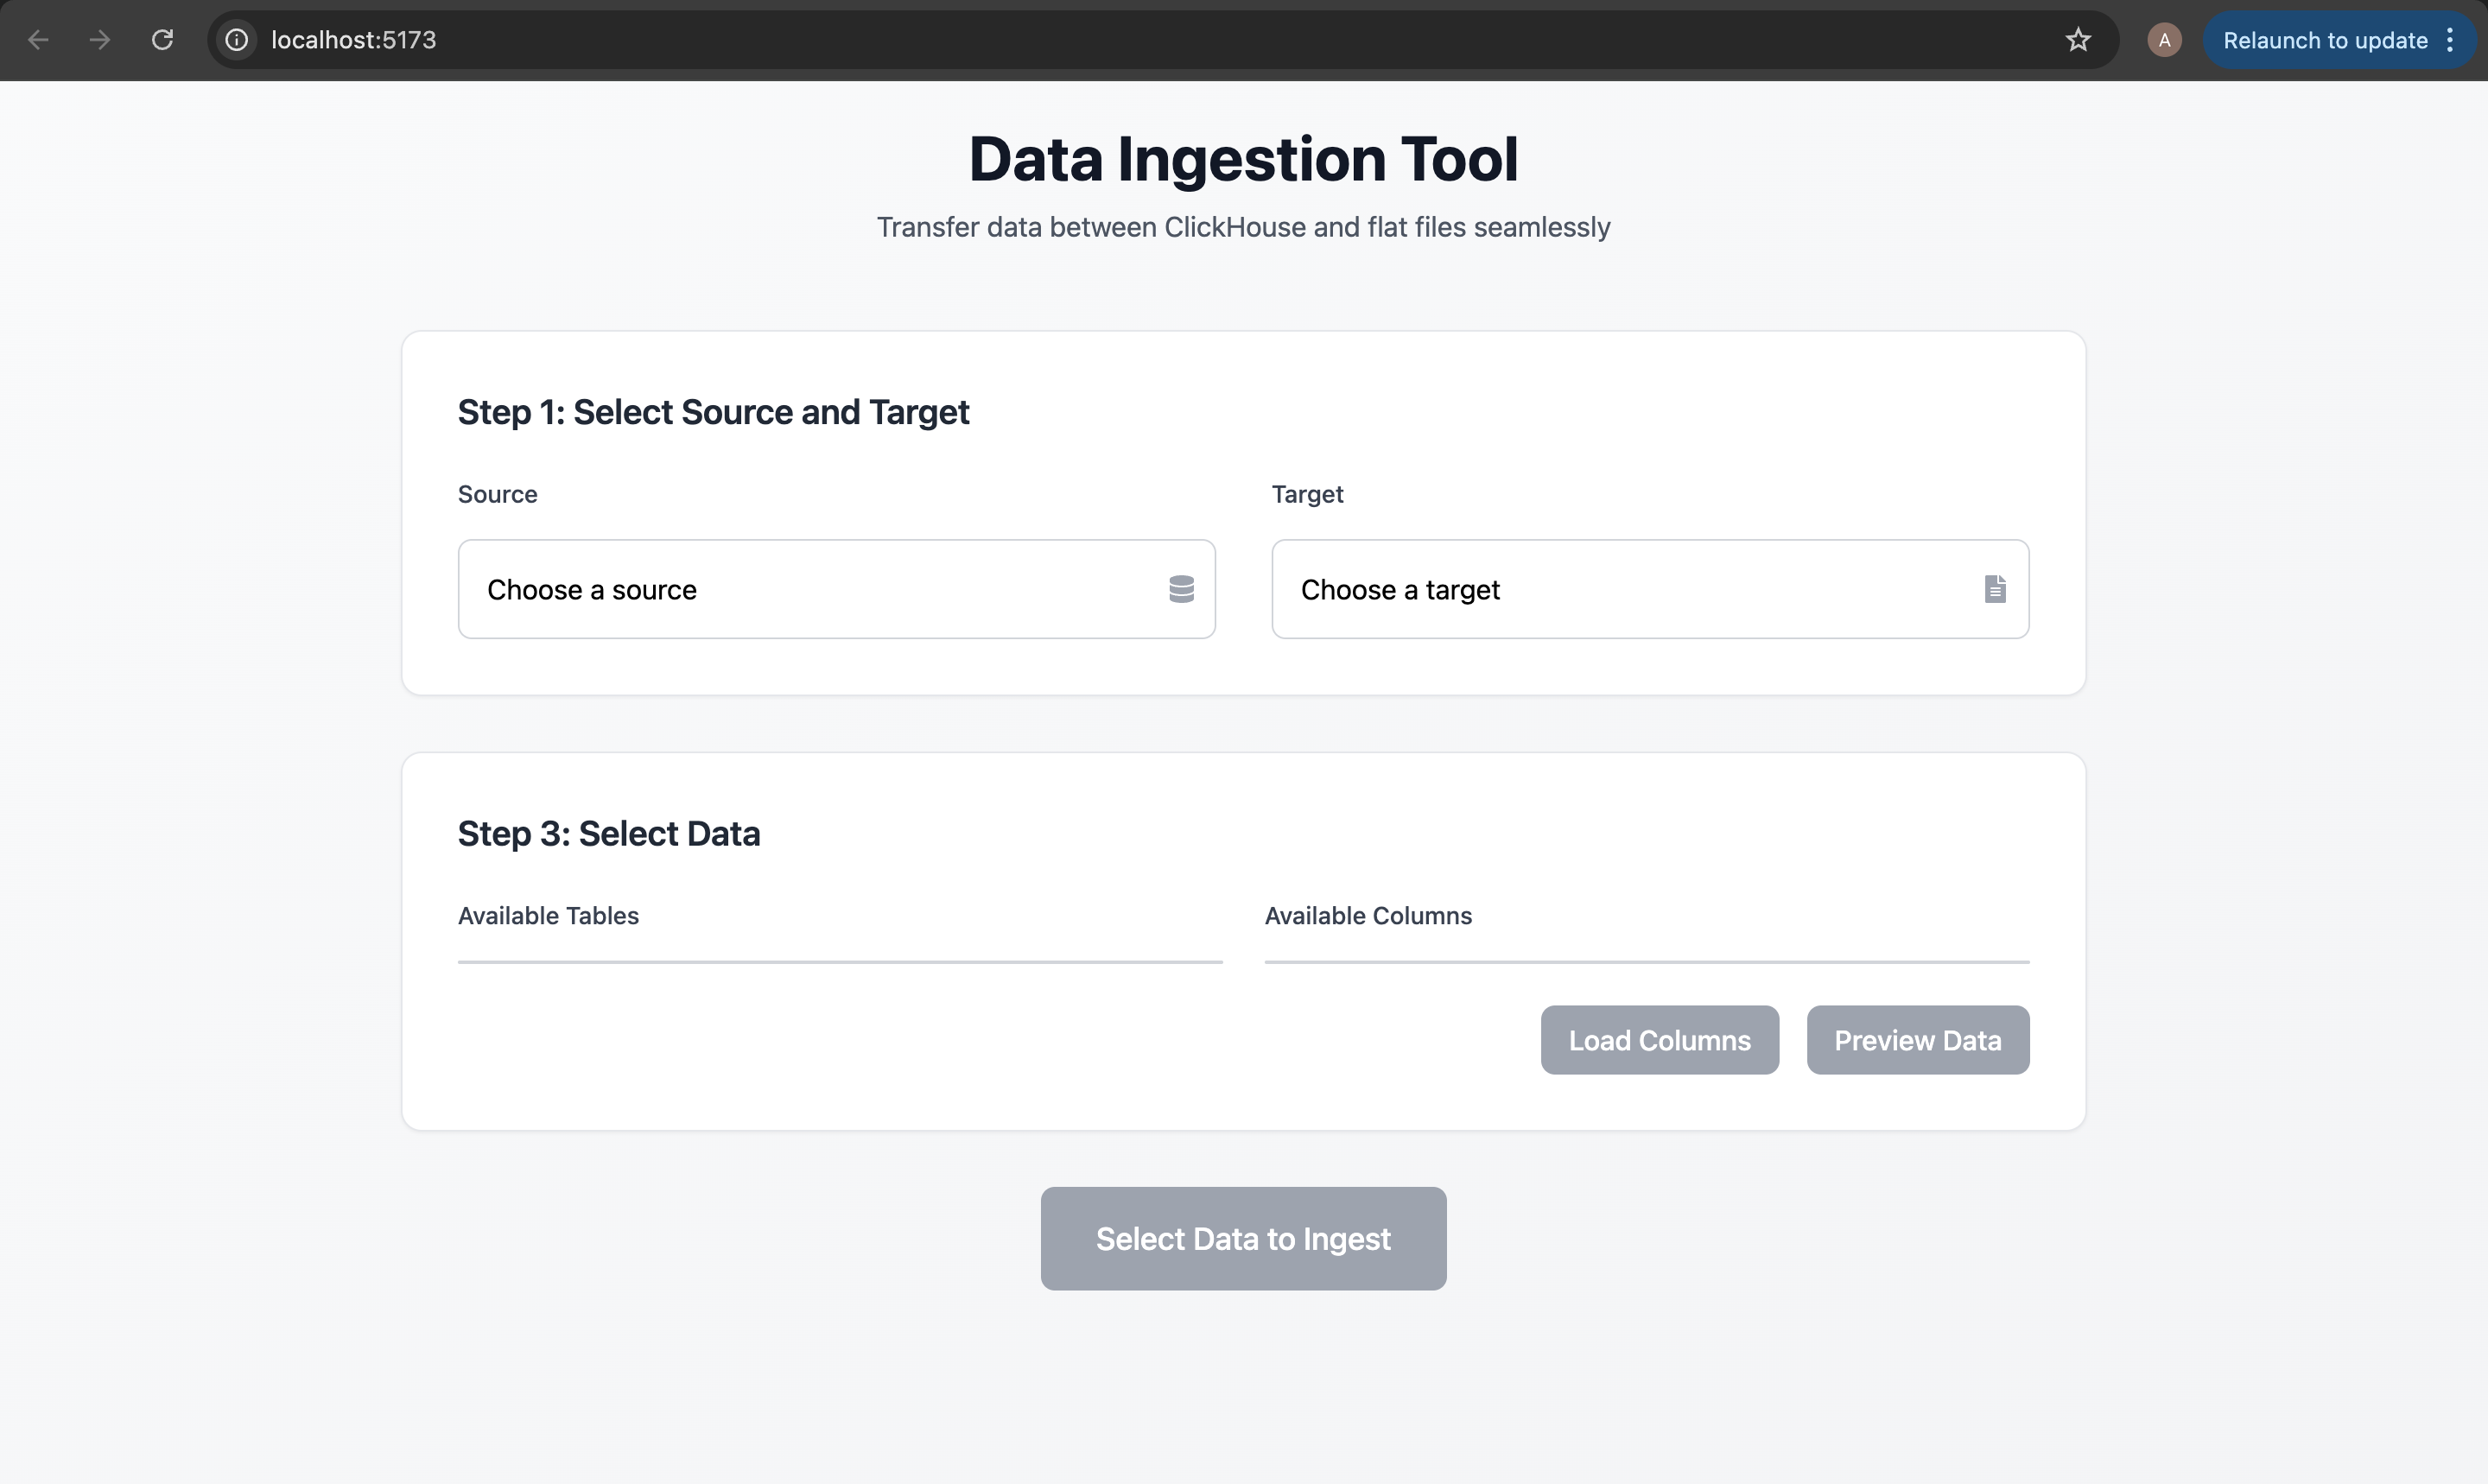 localhost:5173
A
Relaunch to update
Data Ingestion Tool
Transfer data between ClickHouse and flat files seamlessly
Step 1: Select Source and Target
Source
Target
Choose a source
Choose a target
Step 3: Select Data
Available Tables
Available Columns
Load Columns
Preview Data
Select Data to Ingest